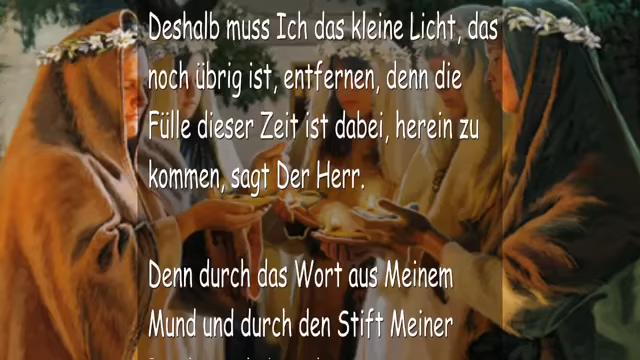 Deshalb muss Ich das kleine Licht, das
noch übrig ist, entfernen, denn die
Fülle dieser Zeit ist dabei, herein zu
kommen, sagt Der Herr.
Denn durch das Wort aus Meinem
Mund und durch den Stift Meiner